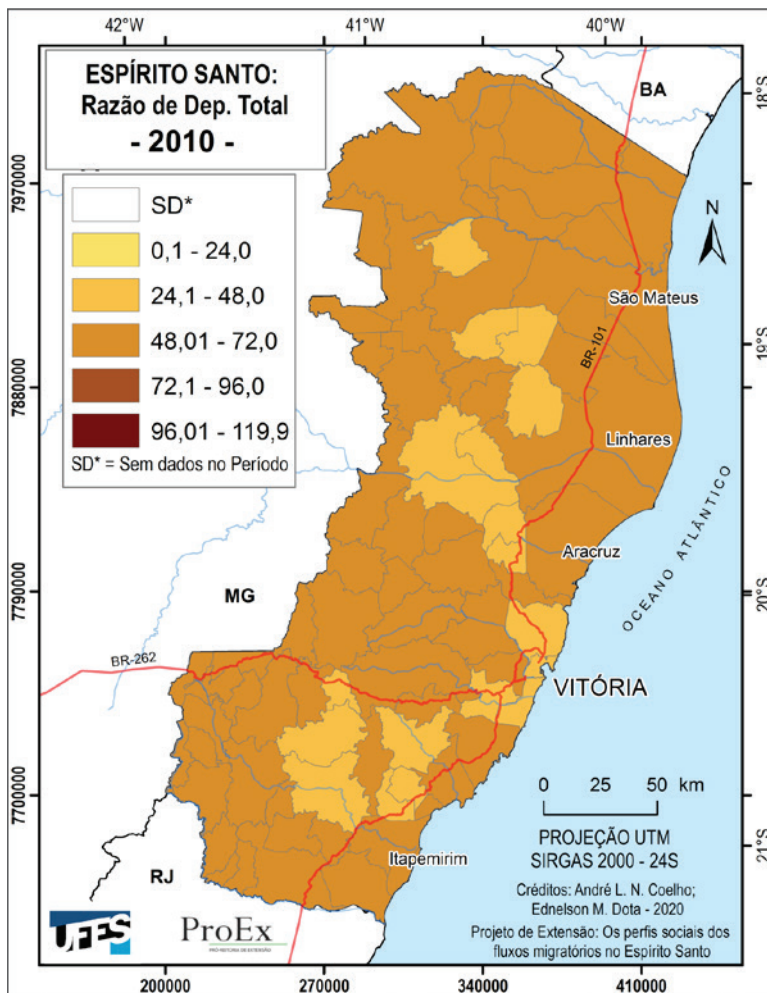 42°W
41°W
40°W
ESPÍRITO SANTO:
Razão de Dep. Total
- 2010 -
SD*
0,1 - 24,0
24,1 - 48,0
48,01 - 72,0
72,1 - 96,0
96,01 - 119,9
SD* = Sem dados no Período
BA
18°S
N
São Mateus
BR-101
19°S
Linhares
Aracruz
OCEANO ATLÂNTICO
20°S
MG
BR-262
VITÓRIA
0 25 50 km
PROJEÇÃO UTM
SIRGAS 2000 - 24S
21°S
Itapemirim
RJ
Créditos: André L. N. Coelho;
Ednelson M. Dota - 2020
Projeto de Extensão: Os perfis sociais dos
fluxos migratórios no Espírito Santo
UFES
ProEx
PRÓ-REITORIA DE EXTENSÃO
7970000
7880000
7790000
7700000
200000
270000
340000
410000